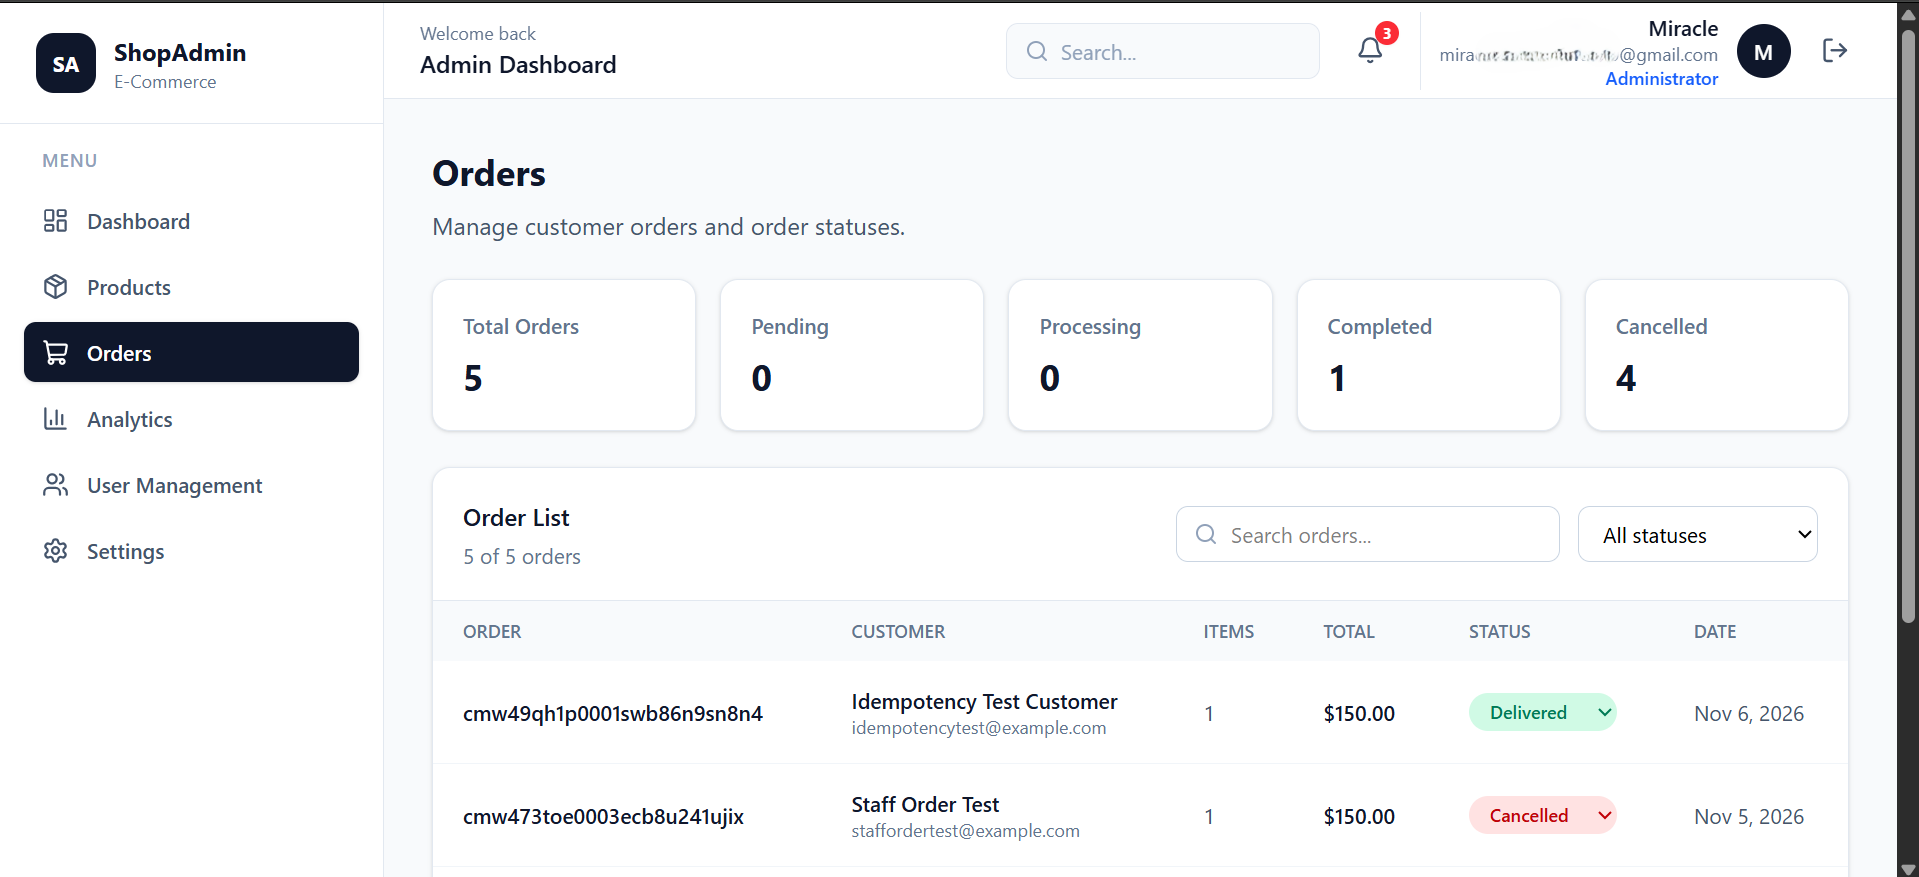 SA
ShopAdmin
E-Commerce
MENU
Dashboard
Products
Orders
Analytics
User Management
Settings
Welcome back
Admin Dashboard
Search...
3
Miracle
@gmail.com
Administrator
M
Orders
Manage customer orders and order statuses.
Total Orders
5
Pending
0
Processing
0
Completed
1
Cancelled
4
Order List
5 of 5 orders
Search orders...
All statuses
ORDER CUSTOMER ITEMS TOTAL STATUS DATE
cmw49qh1p0001swb86n9sn8n4 Idempotency Test Customer 1 $150.00 Delivered Nov 6, 2026
idempotencytest@example.com
cmw473toe0003ecb8u241ujix Staff Order Test 1 $150.00 Cancelled Nov 5, 2026
staffordertest@example.com